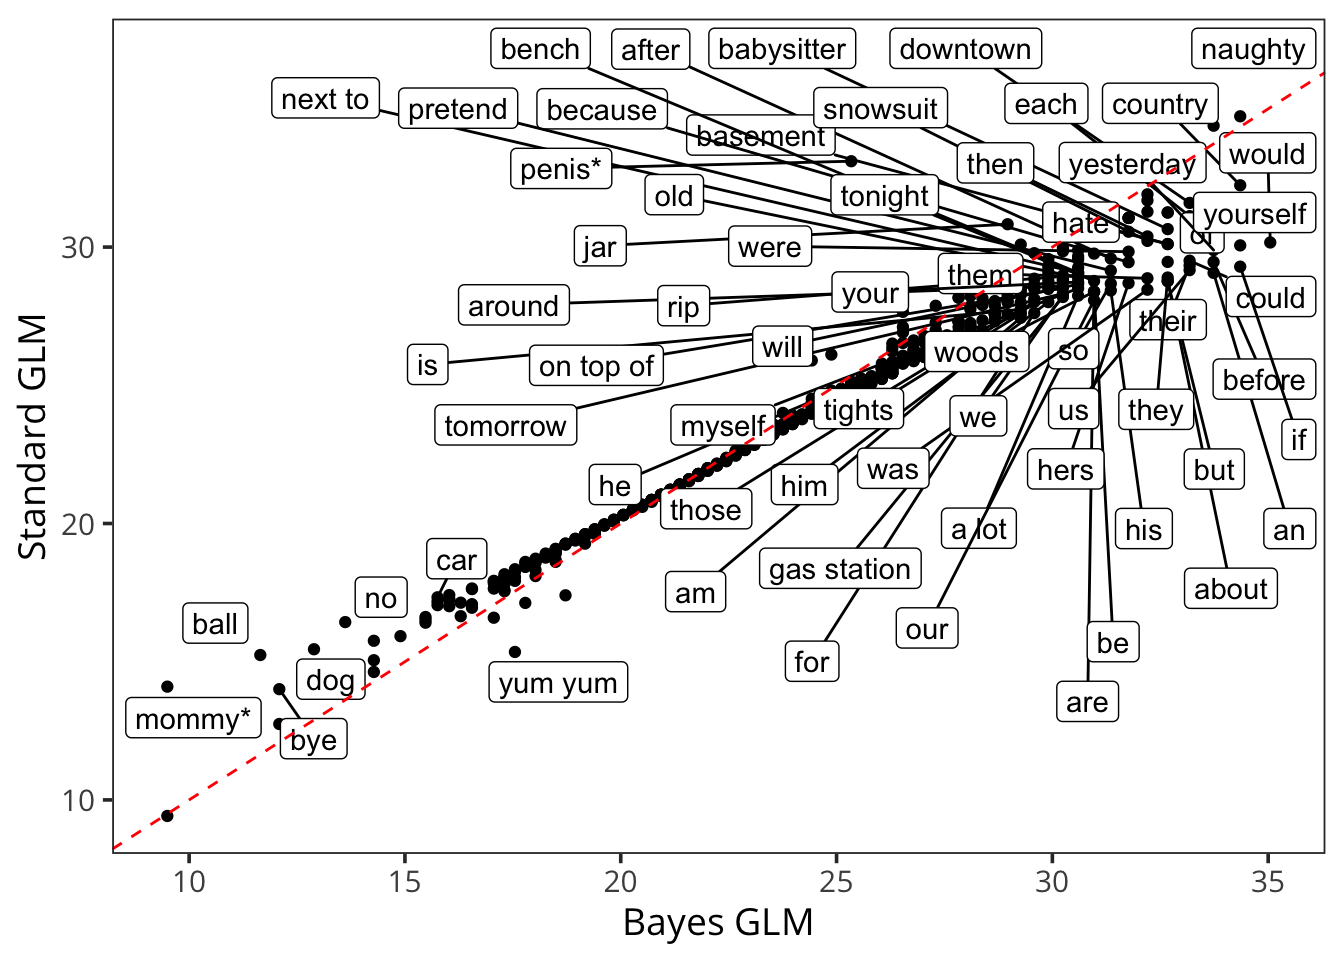 bench
after
babysitter
downtown
naughty
next to
pretend
because
snowsuit
each
country
basement
penis*
then
yesterday
would
old
tonight
hate
yourself
or
jar
were
them
around
rip
your
could
their
is
on top of
will
woods
so
before
tomorrow
myself
tights
we
us
they
if
he
those
him
was
hers
but
car
a lot
his
an
no
am
gas station
about
ball
our
be
dog
yum yum
for
are
mommy*
bye
30
20
10
10
15
20
25
30
35
Standard GLM
Bayes GLM